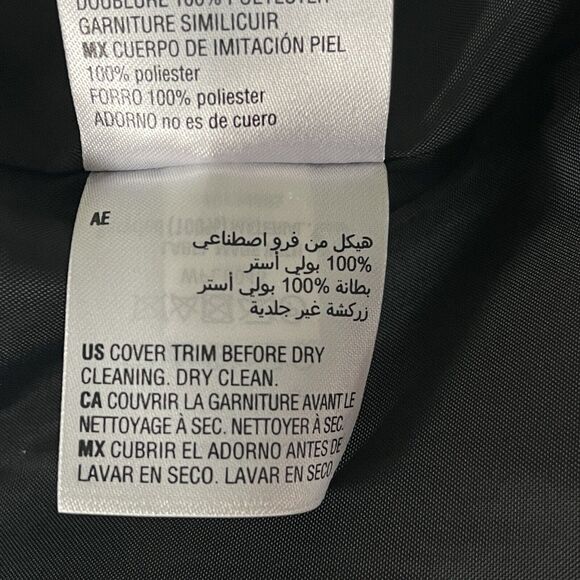 DOUBLURE 100% POLYESTER
GARNITURE SIMILICUIR
MX CUERPO DE IMITACIÓN PIEL
100% poliester
FORRO 100% poliester
ADORNO no es de cuero
AE
هيكل من فرو اصطناعي
100% بولي أستر
بطانة 100% بولي أستر
زركشة غير جلدية
US COVER TRIM BEFORE DRY
CLEANING. DRY CLEAN.
CA COUVRIR LA GARNITURE AVANT LE
NETTOYAGE À SEC. NETTOYER À SEC.
MX CUBRIR EL ADORNO ANTES DE
LAVAR EN SECO. LAVAR EN SECO